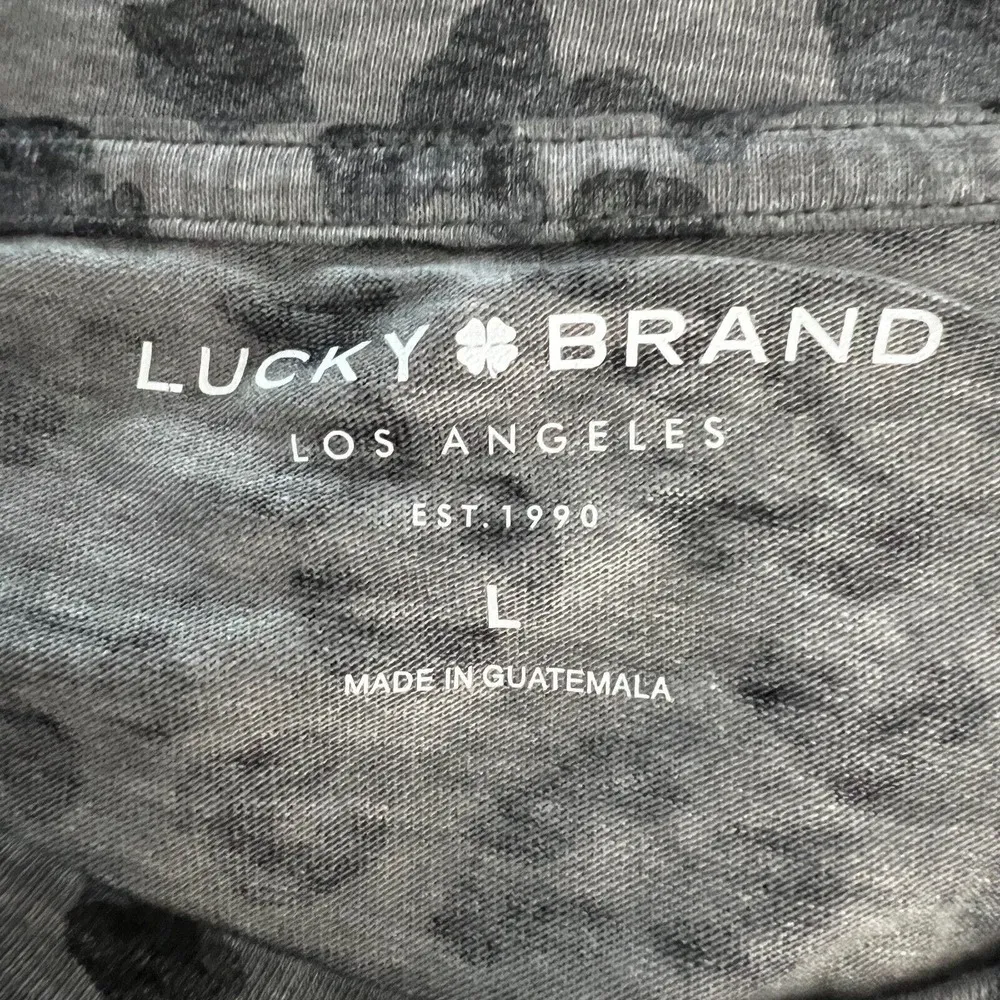 LUCKY BRAND
LOS ANGELES
EST. 1990
L
MADE IN GUATEMALA